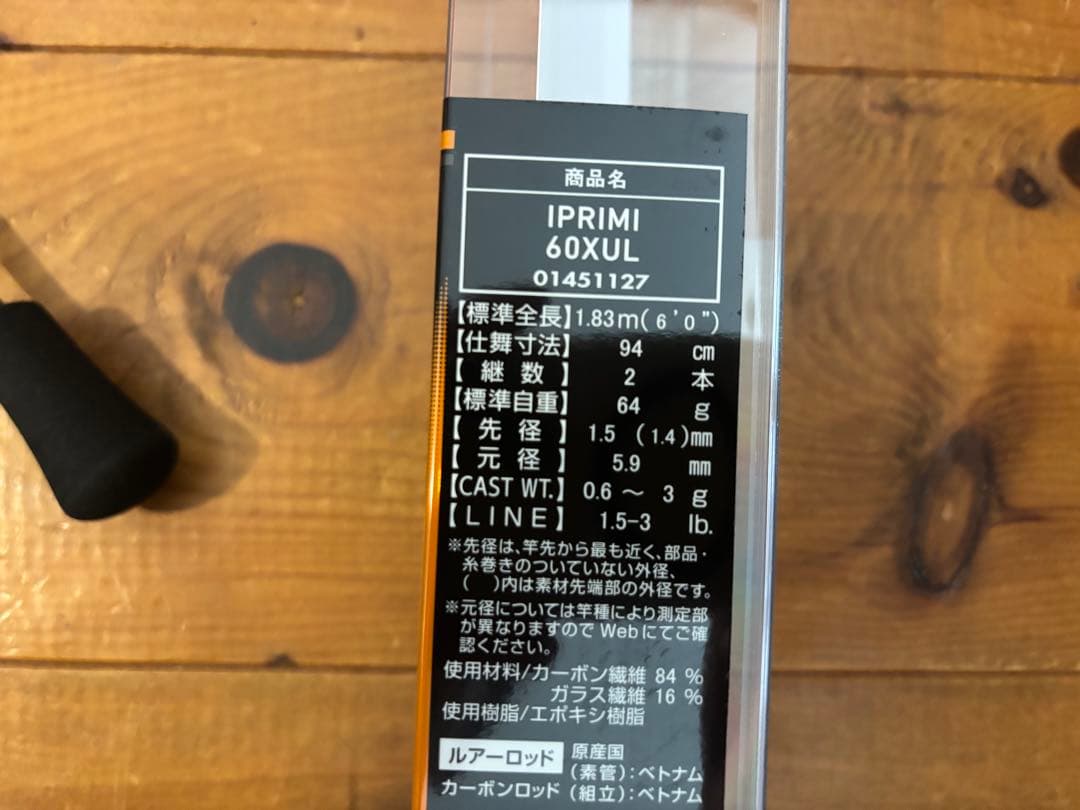 商品名
IPRIMI
60XUL
01451127
【標準全長】1.83m(6'0")
【仕舞寸法】 94 cm
【継数】 2 本
【標準自重】 64 g
【先径】 1.5 (1.4)mm
【元径】 5.9 mm
【CAST WT.】 0.6～3 g
【LINE】 1.5-3 lb.
※先径は、竿先から最も近く、部品・
糸巻きのついていない外径、
( )内は素材先端部の外径です。
※元径については竿種により測定部
が異なりますのでWebにてご確
認ください。
使用材料/カーボン繊維 84 %
ガラス繊維 16 %
使用樹脂/エポキシ樹脂
ルアーロッド 原産国
(素管):ベトナム
カーボンロッド (組立):ベトナム